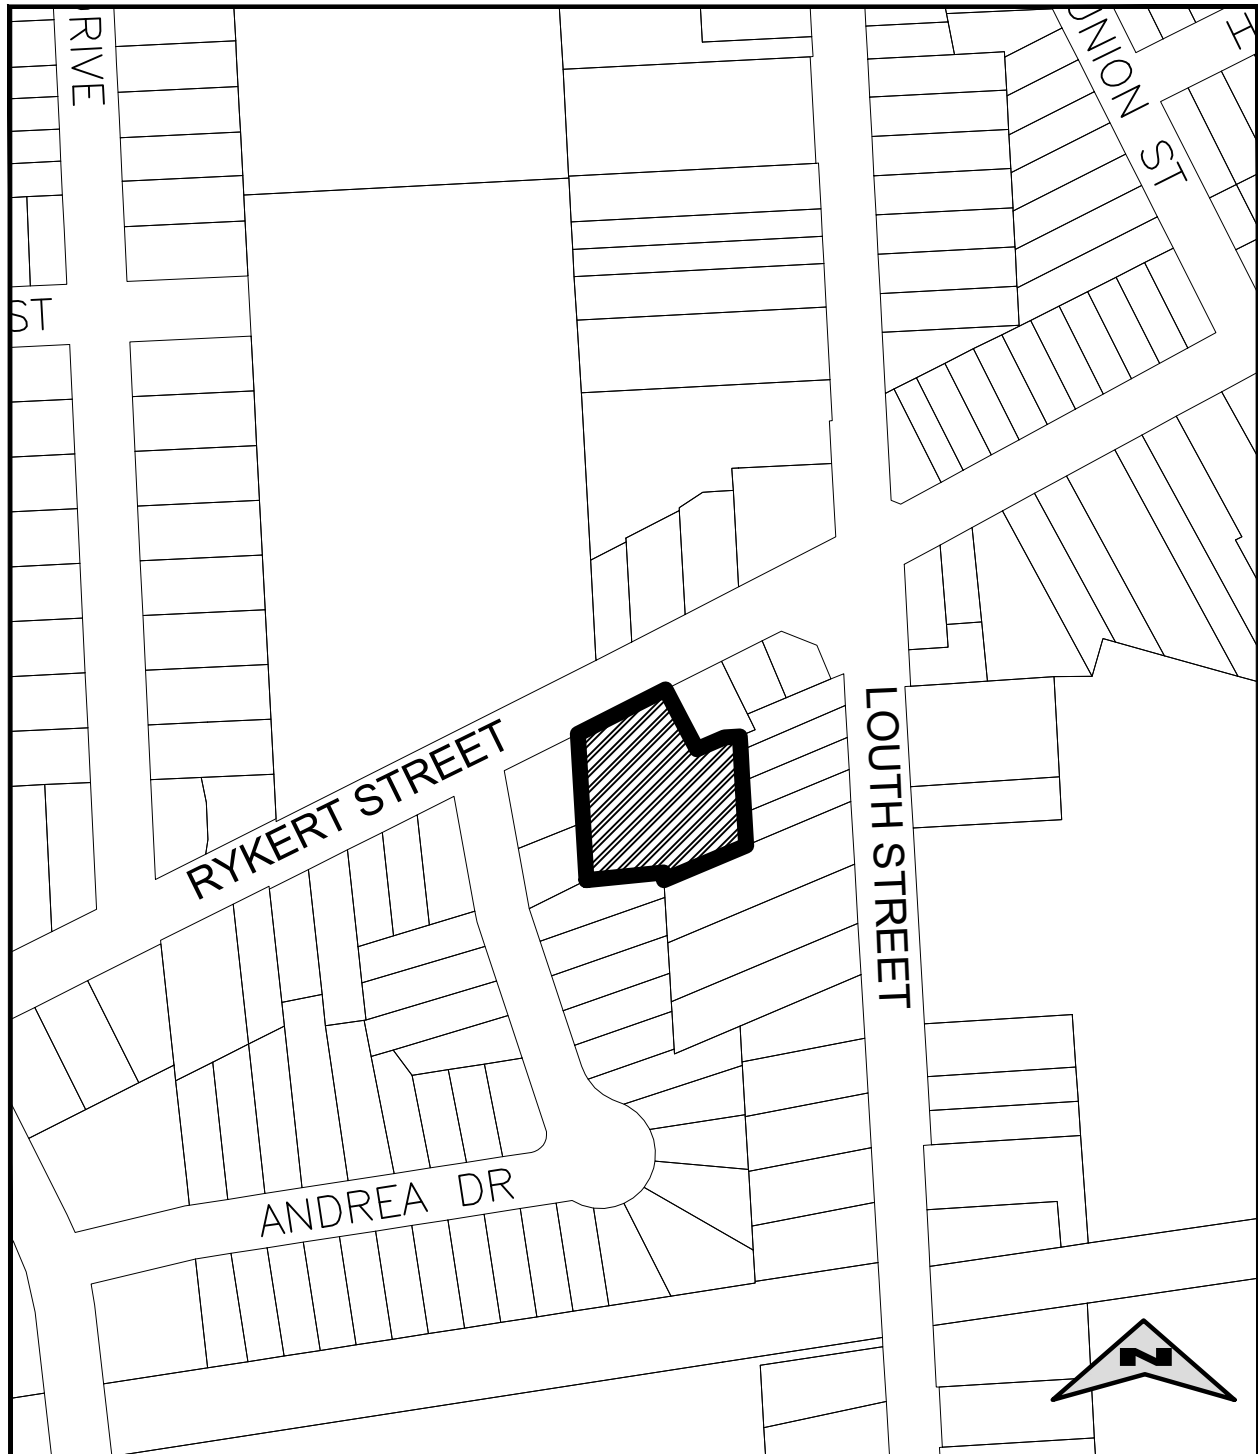 RIVE
UNION ST
ST
RYKERT STREET
LOUTH STREET
ANDREA DR
N